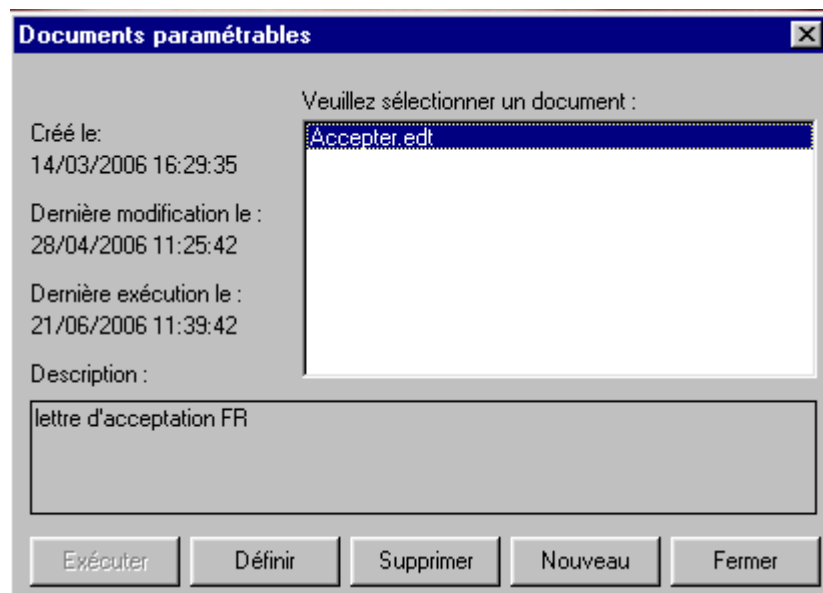 Documents paramétrables
Veuillez sélectionner un document :
Accepter.edt
Créé le:
14/03/2006 16:29:35
Dernière modification le :
28/04/2006 11:25:42
Dernière exécution le :
21/06/2006 11:39:42
Description :
lettre d'acceptation FR
Exécuter Définir Supprimer Nouveau Fermer